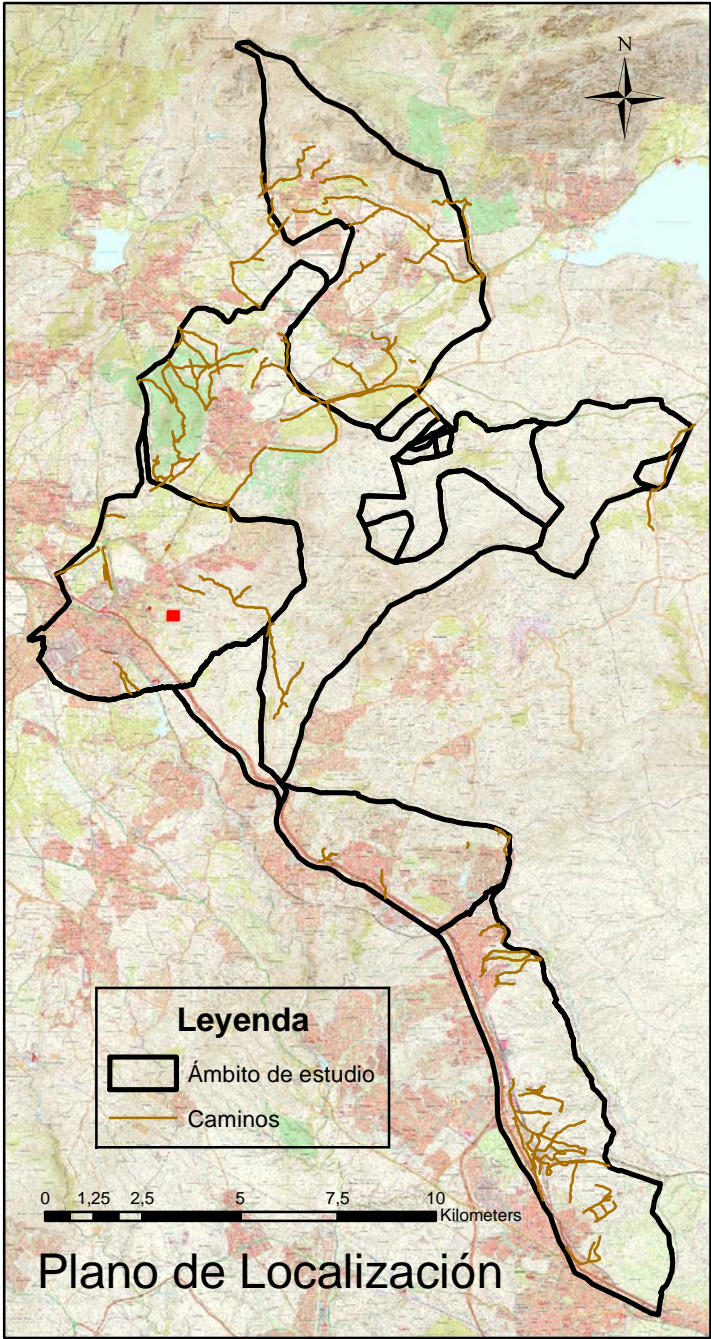 N
Leyenda
Ámbito de estudio
Caminos
0 1,25 2,5 5 7,5 10
Kilometers
Plano de Localización